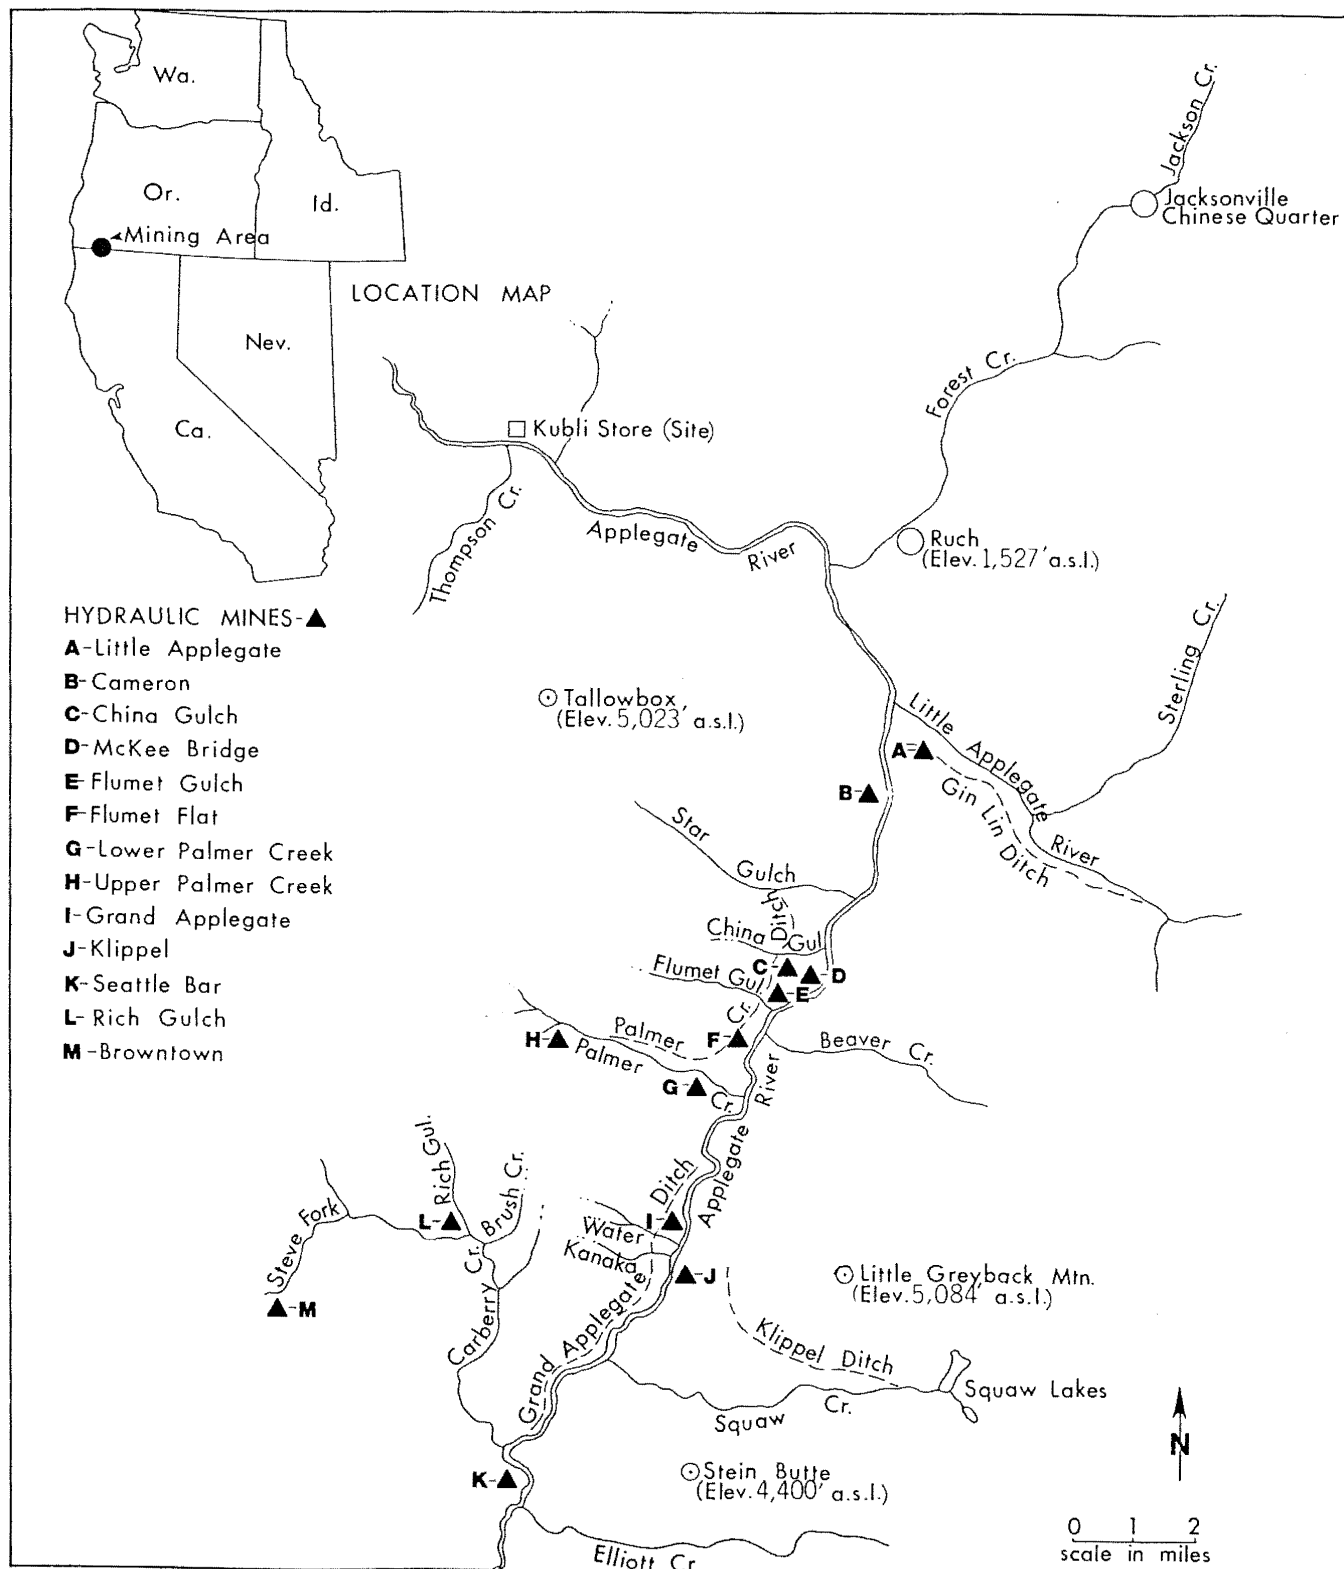 Wa.
Or.
Id.
Mining Area
LOCATION MAP
Nev.
Ca.
Jackson Cr.
Jacksonville
Chinese Quarter
Forest Cr.
Kubli Store (Site)
Thompson Cr.
Applegate
River
Ruch
(Elev. 1,527' a.s.l.)
HYDRAULIC MINES-
A-Little Applegate
B-Cameron
C-China Gulch
D-McKee Bridge
E-Flumet Gulch
F-Flumet Flat
G-Lower Palmer Creek
H-Upper Palmer Creek
I-Grand Applegate
J-Klippel
K-Seattle Bar
L-Rich Gulch
M-Browntown
Tallowbox,
(Elev. 5,023' a.s.l.)
Sterling Cr.
Little Applegate
River
A=
Gin Lin
Ditch
B-
Star
Gulch
Ditch
China Gul.
C-
-D
Flumet Gul.
-E
Palmer
Cr.
F-
H-
Palmer
Cr.
G-
Beaver Cr.
Applegate
River
Rich Gul.
Brush Cr.
L-
Steve Fork
-M
Carberry
Cr.
Ditch
I-
Water
Kanaka
-J
Grand Applegate
Little Greyback Mtn.
(Elev. 5,084' a.s.l.)
Klippel Ditch
Squaw Lakes
Squaw
Cr.
K-
Stein Butte
(Elev. 4,400' a.s.l.)
Elliott Cr.
N
0 1 2
scale in miles